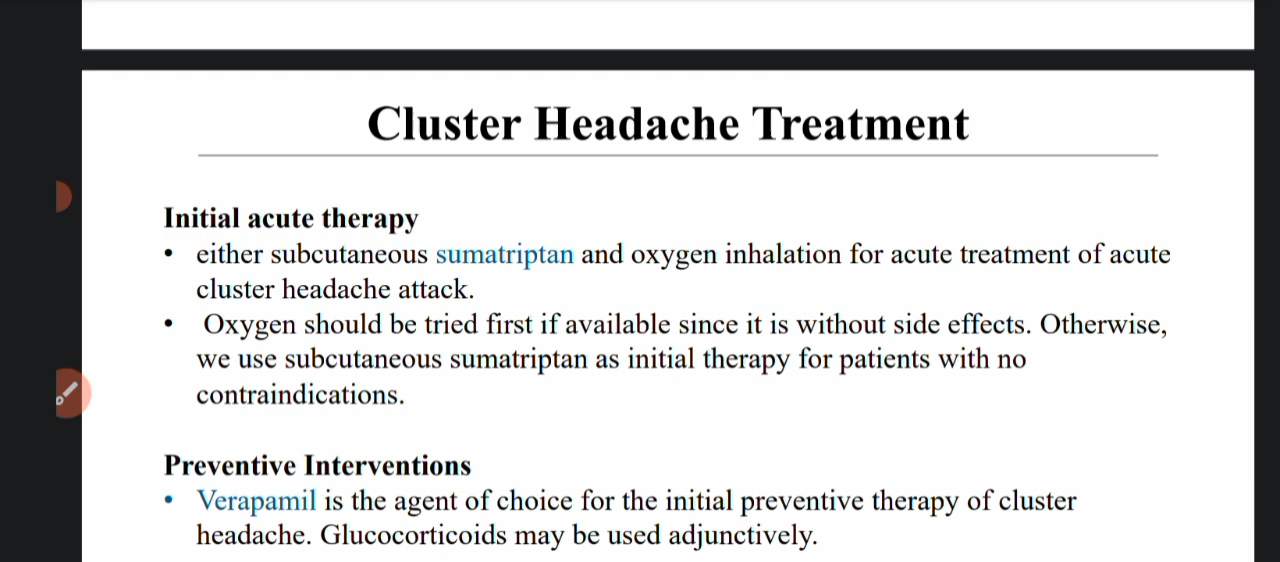 Cluster Headache Treatment
Initial acute therapy
• either subcutaneous sumatriptan and oxygen inhalation for acute treatment of acute
cluster headache attack.
• Oxygen should be tried first if available since it is without side effects. Otherwise,
we use subcutaneous sumatriptan as initial therapy for patients with no
contraindications.
Preventive Interventions
• Verapamil is the agent of choice for the initial preventive therapy of cluster
headache. Glucocorticoids may be used adjunctively.